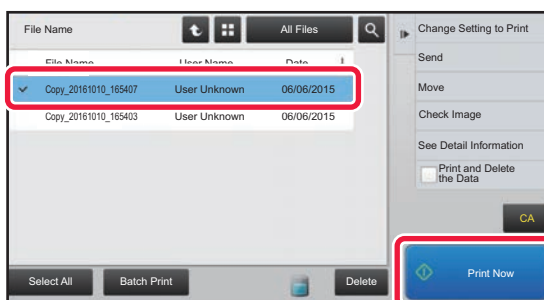 File Name
All Files
File Name User Name Date
Copy_20161010_165407 User Unknown 06/06/2015
Copy_20161010_165403 User Unknown 06/06/2015
Select All Batch Print Delete
Change Setting to Print
Send
Move
Check Image
See Detail Information
Print and Delete
the Data
CA
Print Now